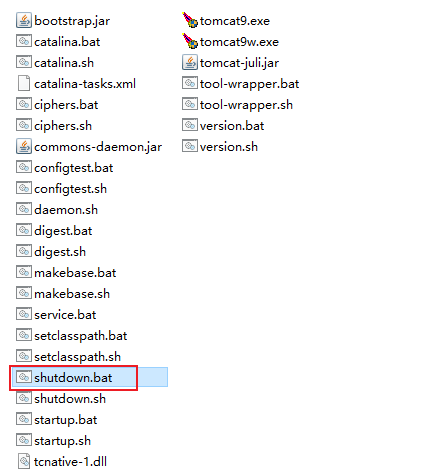 bootstrap.jar
catalina.bat
catalina.sh
catalina-tasks.xml
ciphers.bat
ciphers.sh
commons-daemon.jar
configtest.bat
configtest.sh
daemon.sh
digest.bat
digest.sh
makebase.bat
makebase.sh
service.bat
setclasspath.bat
setclasspath.sh
shutdown.bat
shutdown.sh
startup.bat
startup.sh
tcnative-1.dll
tomcat9.exe
tomcat9w.exe
tomcat-juli.jar
tool-wrapper.bat
tool-wrapper.sh
version.bat
version.sh